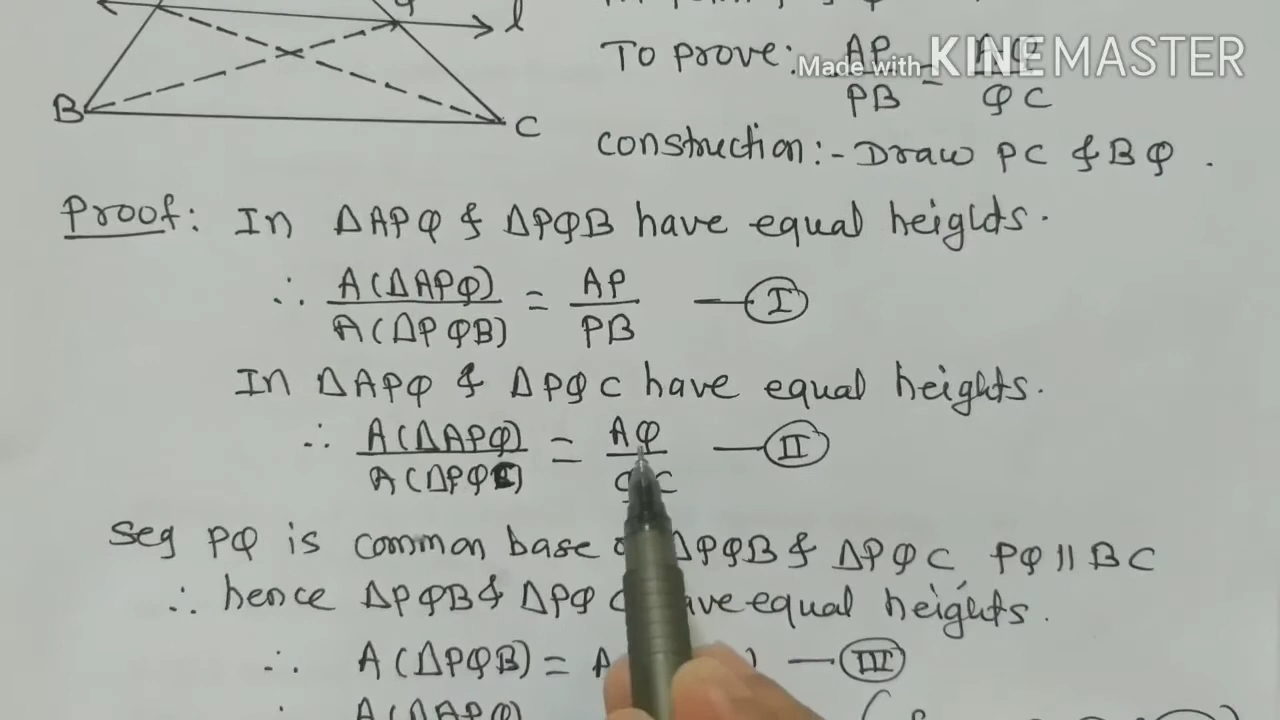 l
To prove: AP/PB = AQ/QC
Made with KINEMASTER
B
C
construction:- Draw PC & BQ .
Proof: In ΔAPQ & ΔPQB have equal heights.
∴ A(ΔAPQ)/A(ΔPQB) = AP/PB — I
In ΔAPQ & ΔPQC have equal heights.
∴ A(ΔAPQ)/A(ΔPQC) = AQ/QC — II
Seg PQ is common base ΔPQB & ΔPQC, PQ || BC
∴ hence ΔPQB & ΔPQ have equal heights.
∴ A(ΔPQB) = A ) — III
∴ A(ΔAPQ)